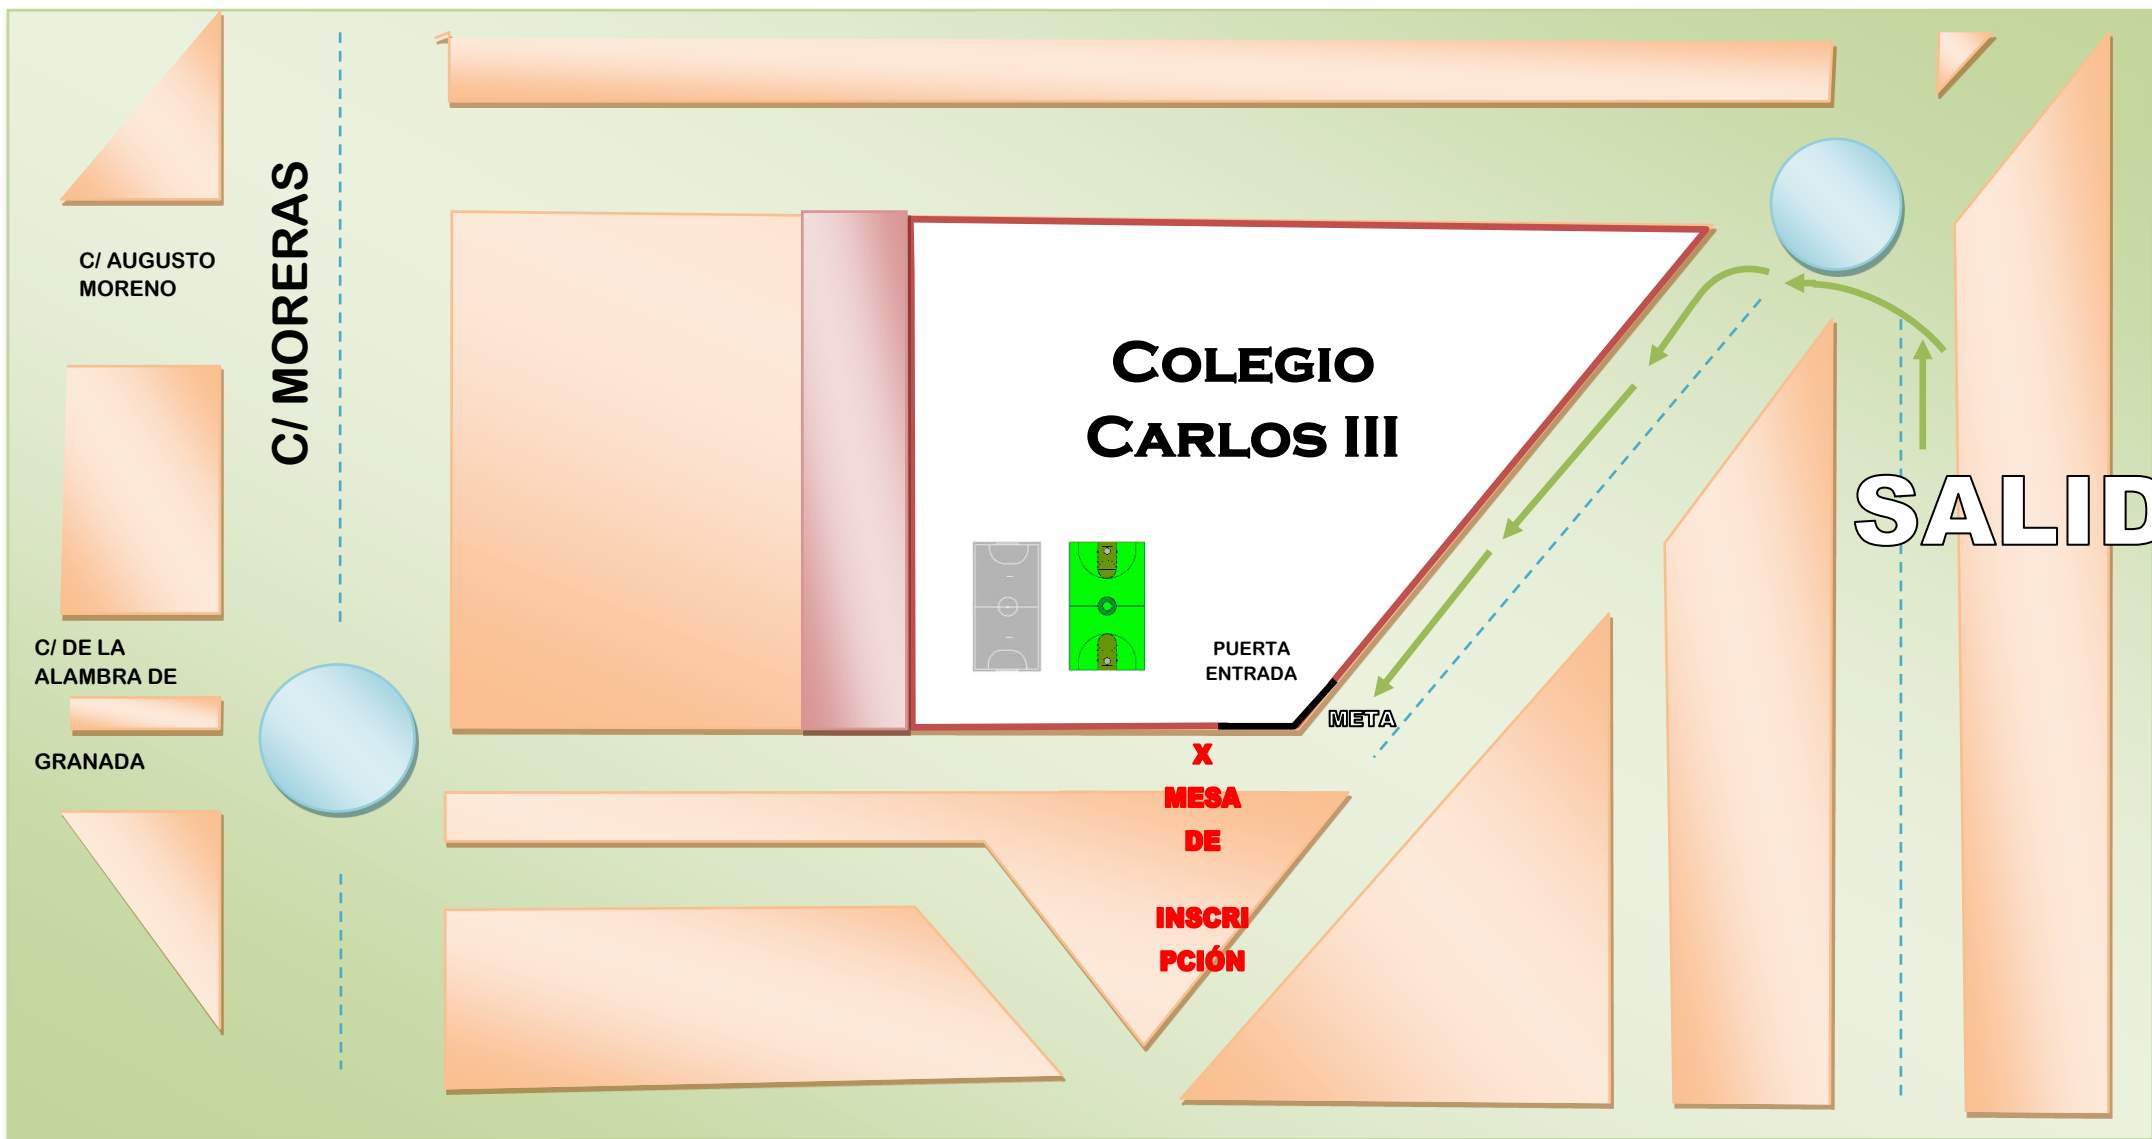 C/ AUGUSTO
MORENO
C/ MORERAS
C/ DE LA
ALAMBRA DE
GRANADA
COLEGIO
CARLOS III
PUERTA
ENTRADA
META
SALID
X
MESA
DE
INSCRI
PCIÓN